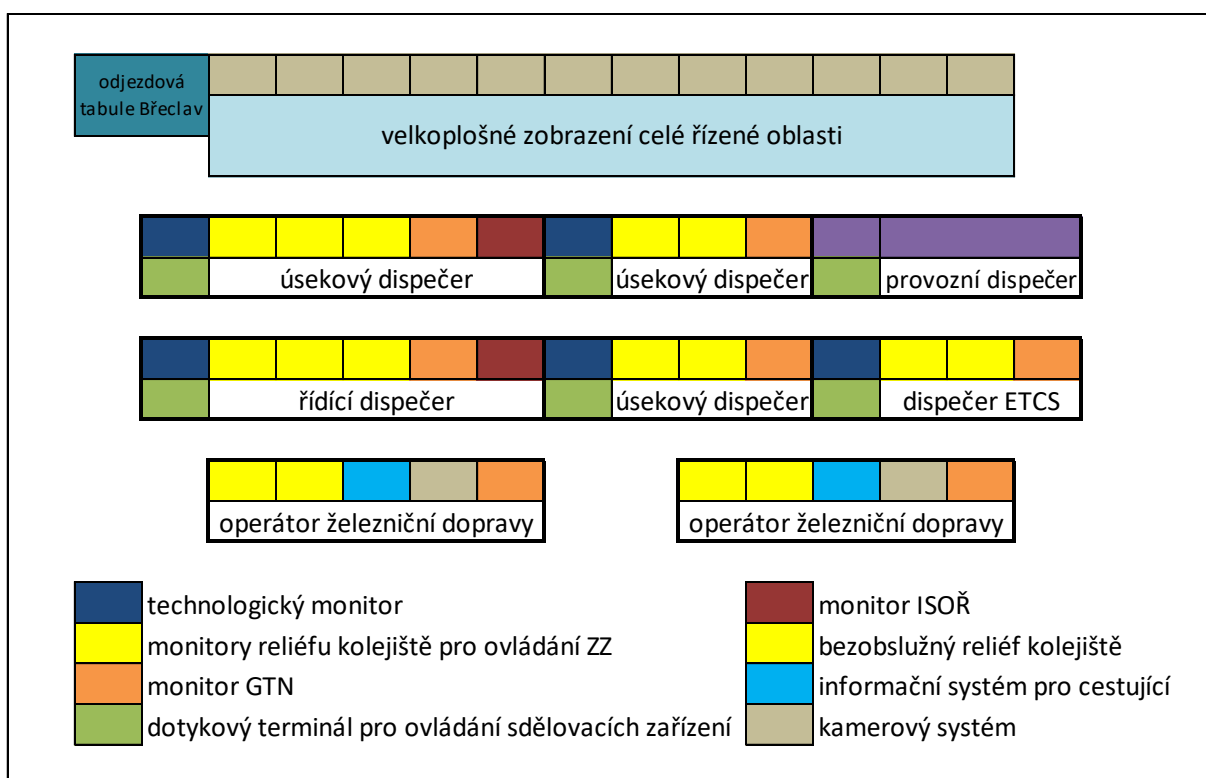 odjezdová
tabule Břeclav
velkoplošné zobrazení celé řízené oblasti
úsekový dispečer
úsekový dispečer
provozní dispečer
řídící dispečer
úsekový dispečer
dispečer ETCS
operátor železniční dopravy
operátor železniční dopravy
technologický monitor
monitory reliéfu kolejiště pro ovládání ZZ
monitor GTN
dotykový terminál pro ovládání sdělovacích zařízení
monitor ISOŘ
bezobslužný reliéf kolejiště
informační systém pro cestující
kamerový systém